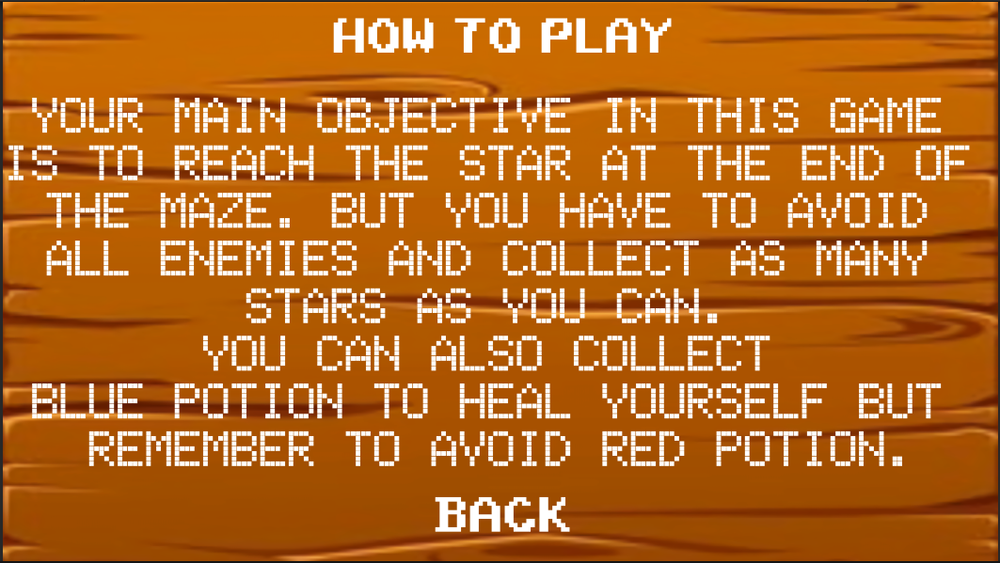 HOW TO PLAY
YOUR MAIN OBJECTIVE IN THIS GAME
IS TO REACH THE STAR AT THE END OF
THE MAZE. BUT YOU HAVE TO AVOID
ALL ENEMIES AND COLLECT AS MANY
STARS AS YOU CAN.
YOU CAN ALSO COLLECT
BLUE POTION TO HEAL YOURSELF BUT
REMEMBER TO AVOID RED POTION.
BACK